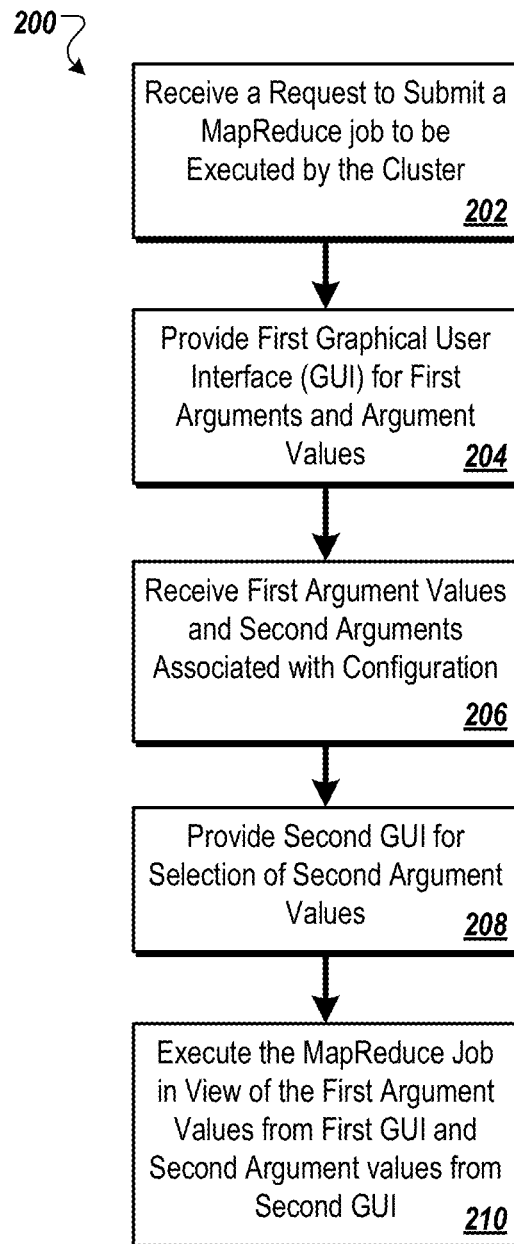 200
Receive a Request to Submit a
MapReduce job to be
Executed by the Cluster
202
Provide First Graphical User
Interface (GUI) for First
Arguments and Argument
Values 204
Receive First Argument Values
and Second Arguments
Associated with Configuration
206
Provide Second GUI for
Selection of Second Argument
Values 208
Execute the MapReduce Job
in View of the First Argument
Values from First GUI and
Second Argument values from
Second GUI 210